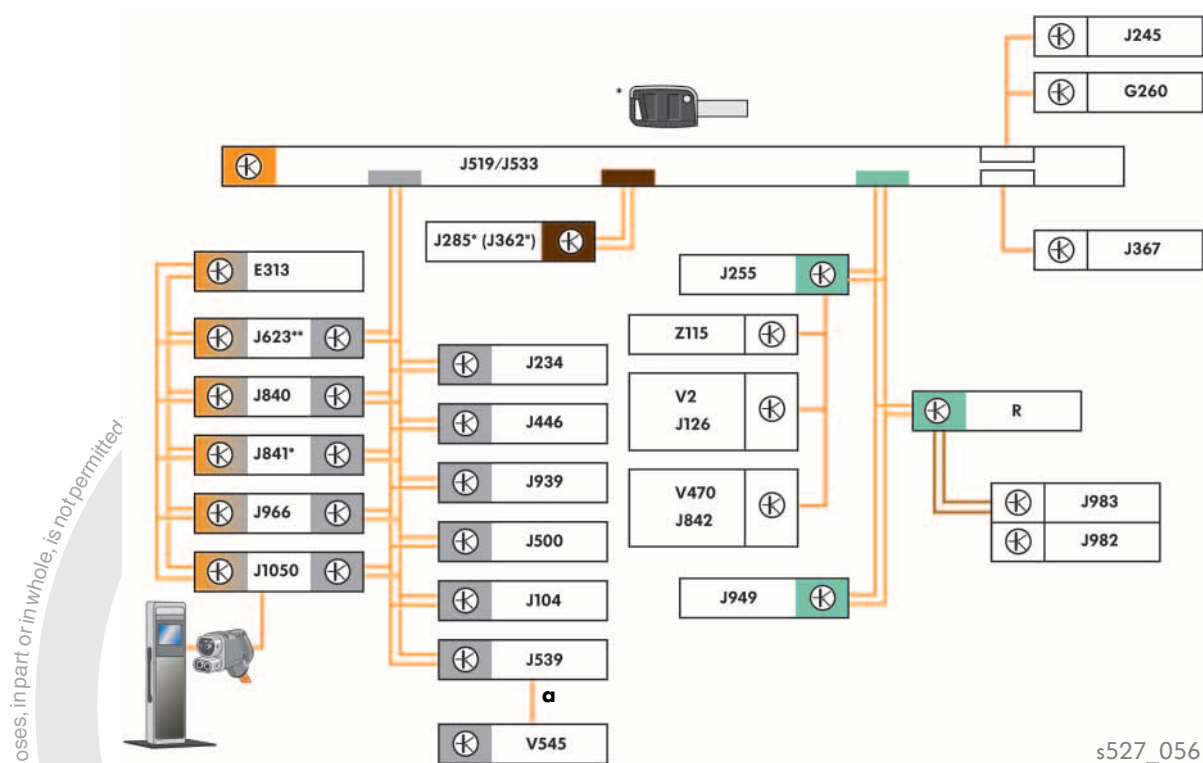 J245
G260
*
J519/J533
J285* (J362*)
J367
E313
J255
J623**
Z115
J234
J840
V2
J126
J446
R
J841*
J939
V470
J842
J983
J966
J500
J982
J1050
J104
J949
J539
a
V545
oses, in part or in whole, is not permitted
s527_056